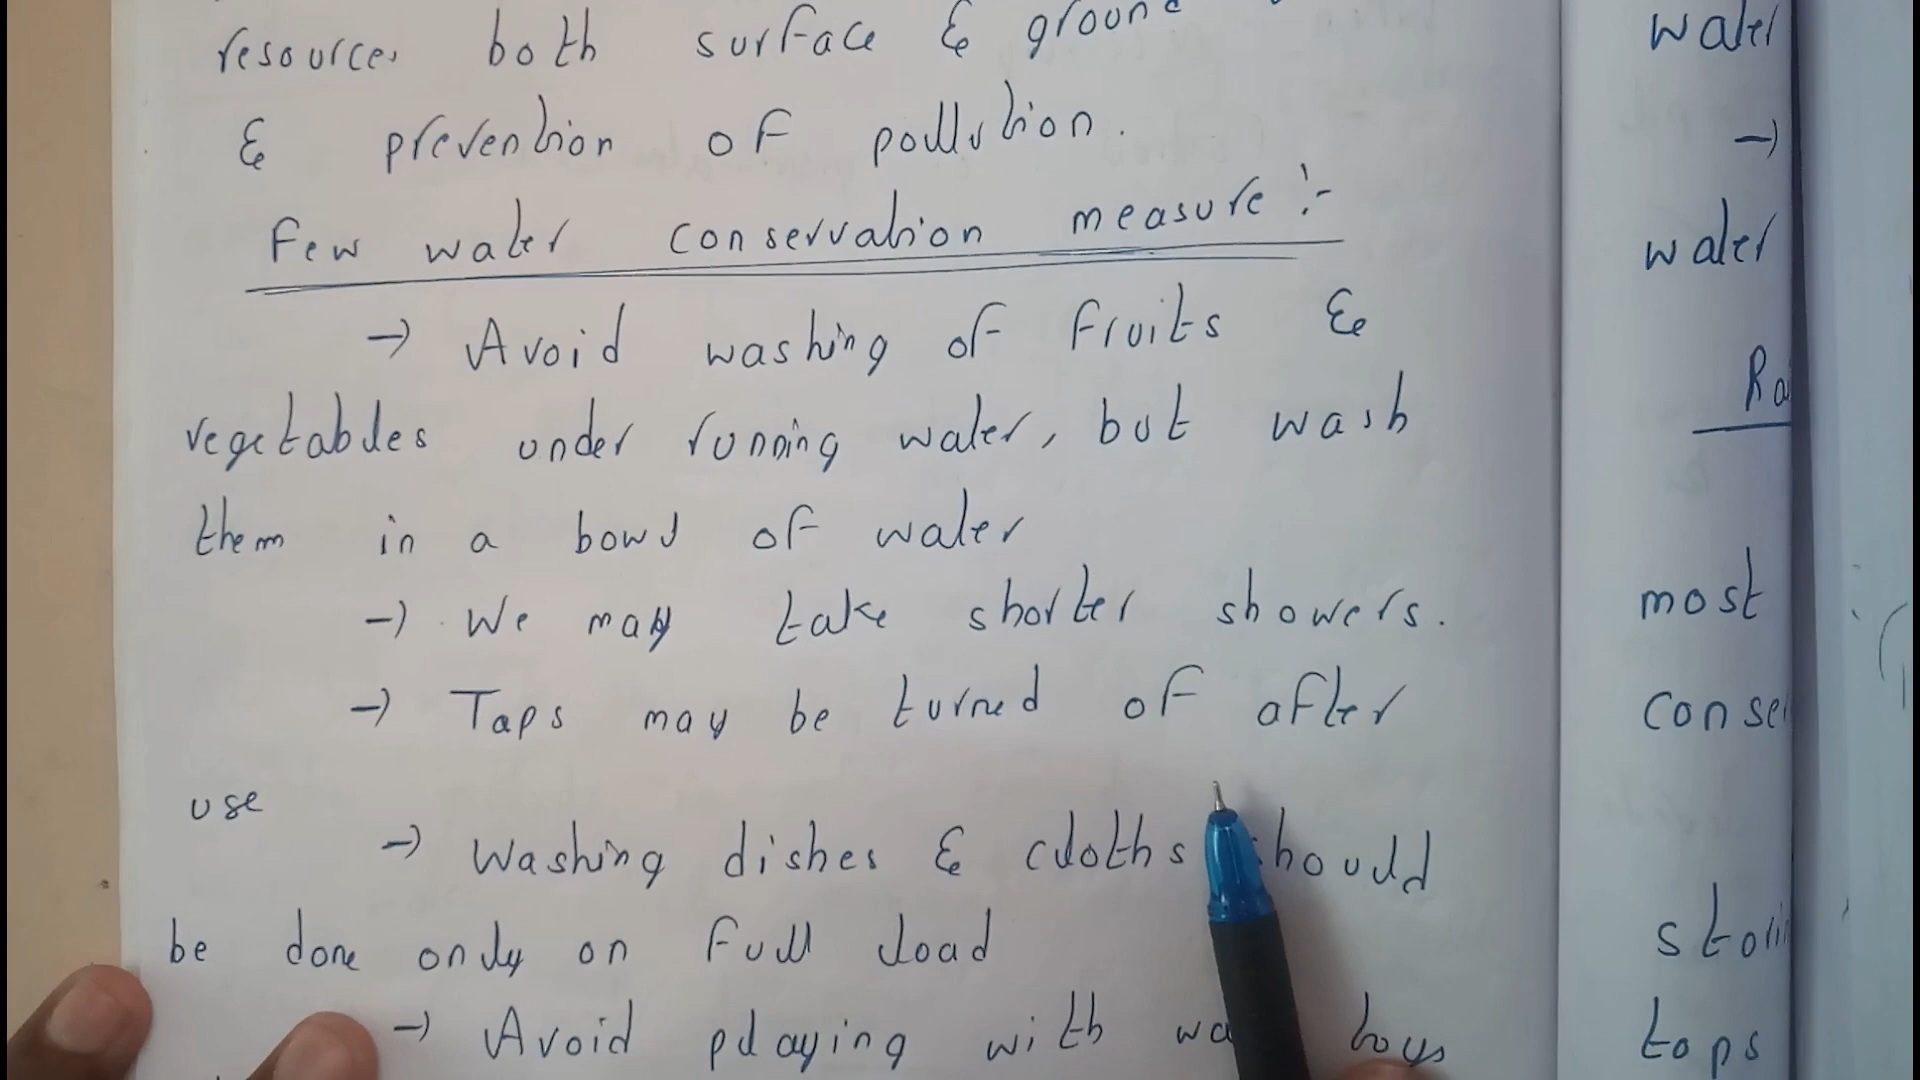 resources both surface & ground
& prevention of pollution.
Few water conservation measure :-
→ Avoid washing of fruits &
vegetables under running water, but wash
them in a bowl of water
→ We may take shorter showers.
→ Taps may be turned of after
use
→ Washing dishes & cloths should
be done only on full load
→ Avoid playing with
water
→
water
most
tops